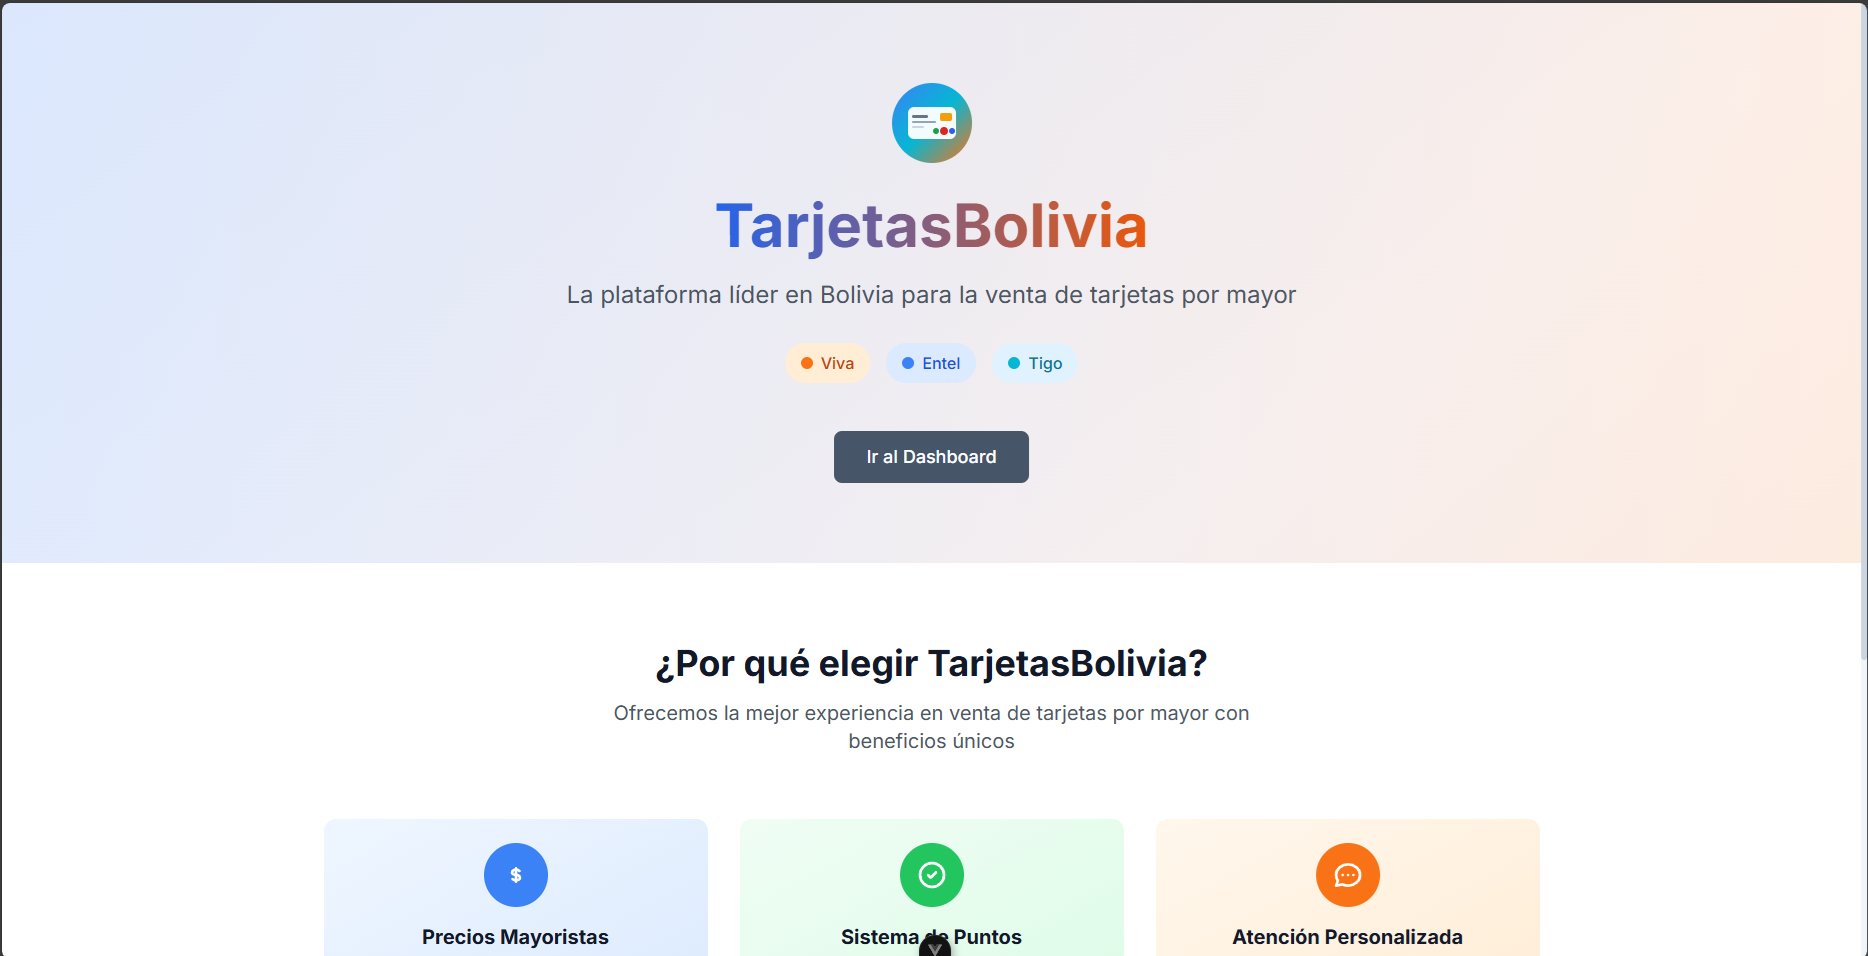 TarjetasBolivia
La plataforma líder en Bolivia para la venta de tarjetas por mayor
Viva
Entel
Tigo
Ir al Dashboard
¿Por qué elegir TarjetasBolivia?
Ofrecemos la mejor experiencia en venta de tarjetas por mayor con
beneficios únicos
$
Precios Mayoristas
Sistema de Puntos
Atención Personalizada